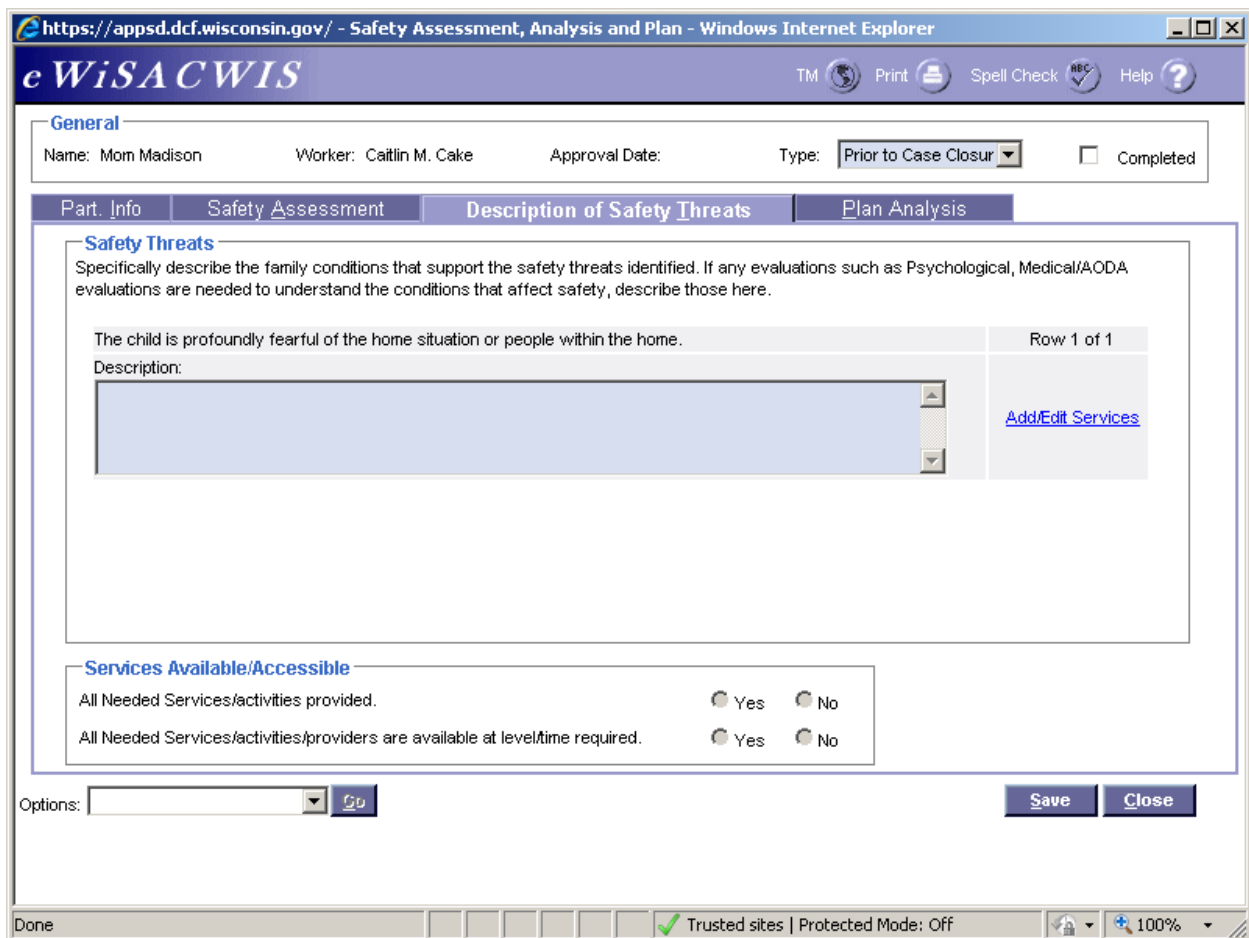 https://appsd.dcf.wisconsin.gov/ - Safety Assessment, Analysis and Plan - Windows Internet Explorer
e WiSACWIS
TM Print Spell Check ABC Help ?
General
Name: Mom Madison Worker: Caitlin M. Cake Approval Date: Type: Prior to Case Closur Completed
Part. Info Safety Assessment Description of Safety Threats Plan Analysis
Safety Threats
Specifically describe the family conditions that support the safety threats identified. If any evaluations such as Psychological, Medical/AODA
evaluations are needed to understand the conditions that affect safety, describe those here.
The child is profoundly fearful of the home situation or people within the home. Row 1 of 1
Description:
Add/Edit Services
Services Available/Accessible
All Needed Services/activities provided. Yes No
All Needed Services/activities/providers are available at level/time required. Yes No
Options: Go Save Close
Done Trusted sites | Protected Mode: Off 100%